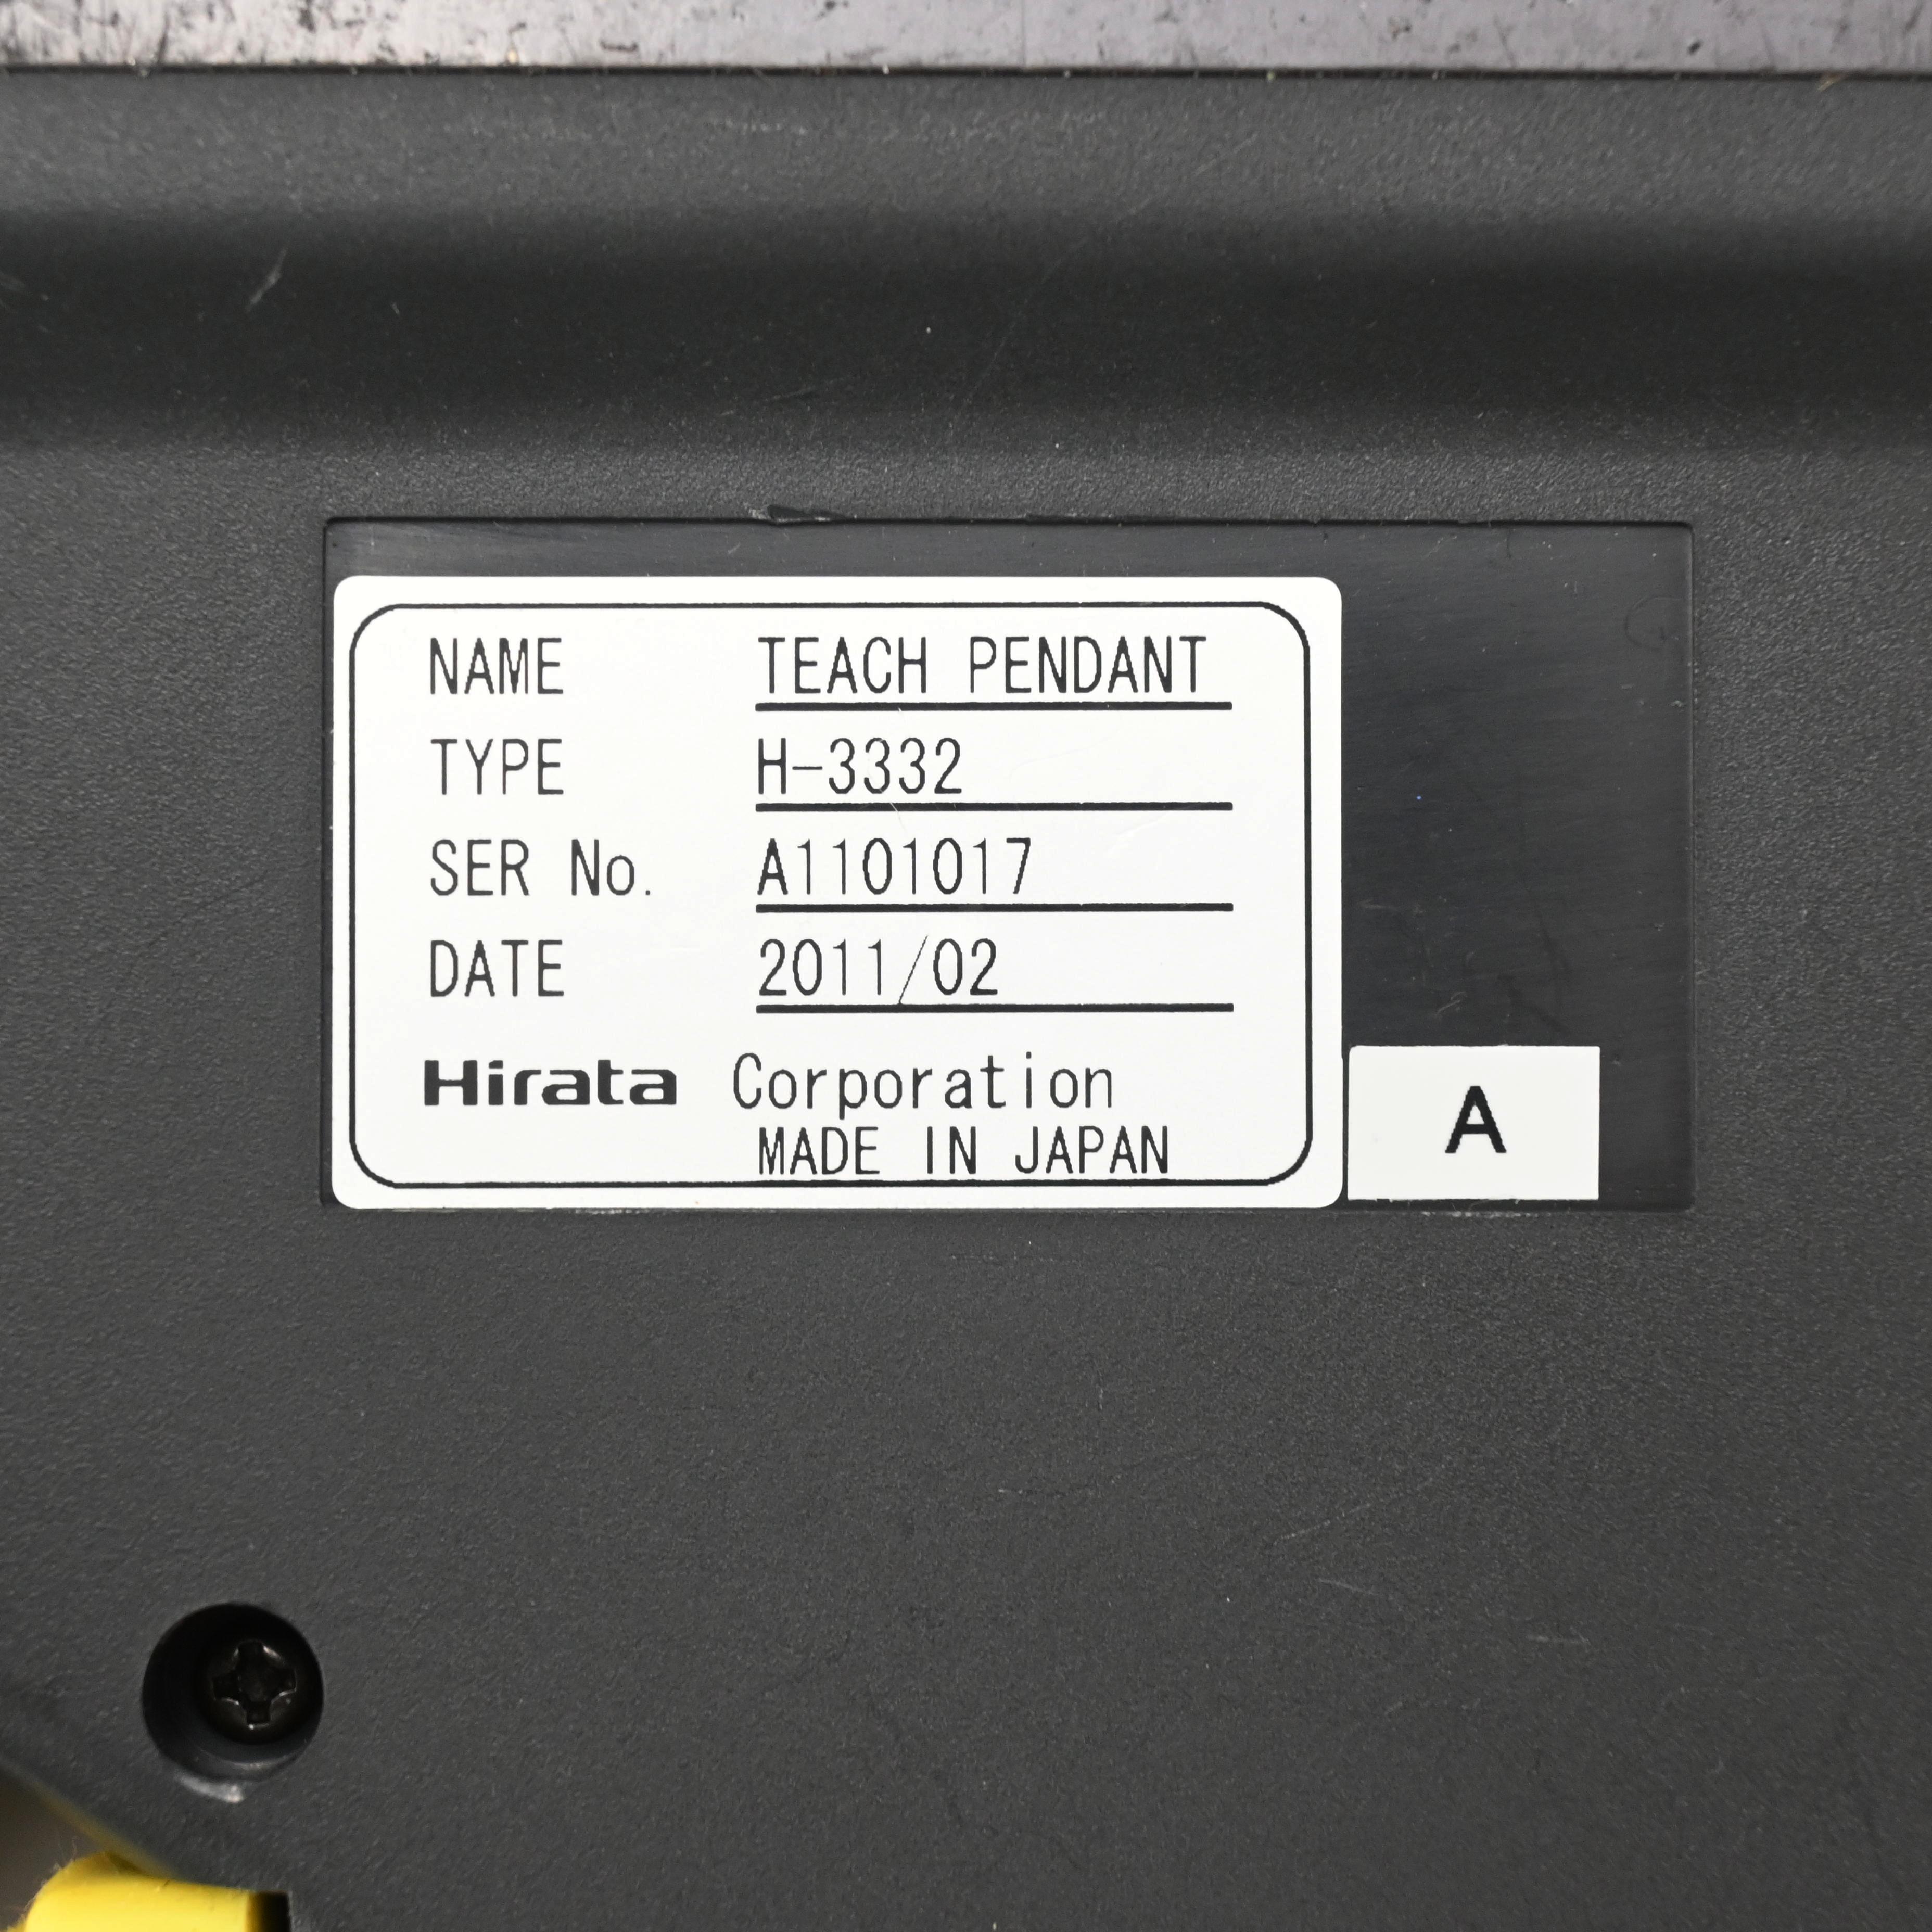 NAME TEACH PENDANT
TYPE H-3332
SER No. A1101017
DATE 2011/02
Hirata Corporation
MADE IN JAPAN
A